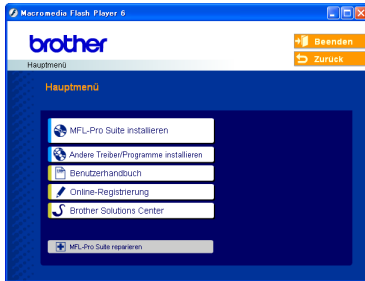 Macromedia Flash Player 6
brother
Beenden
Zurück
Hauptmenü
Hauptmenü
MFL-Pro Suite installieren
Andere Treiber/Programme installieren
Benutzerhandbuch
Online-Registrierung
Brother Solutions Center
MFL-Pro Suite reparieren